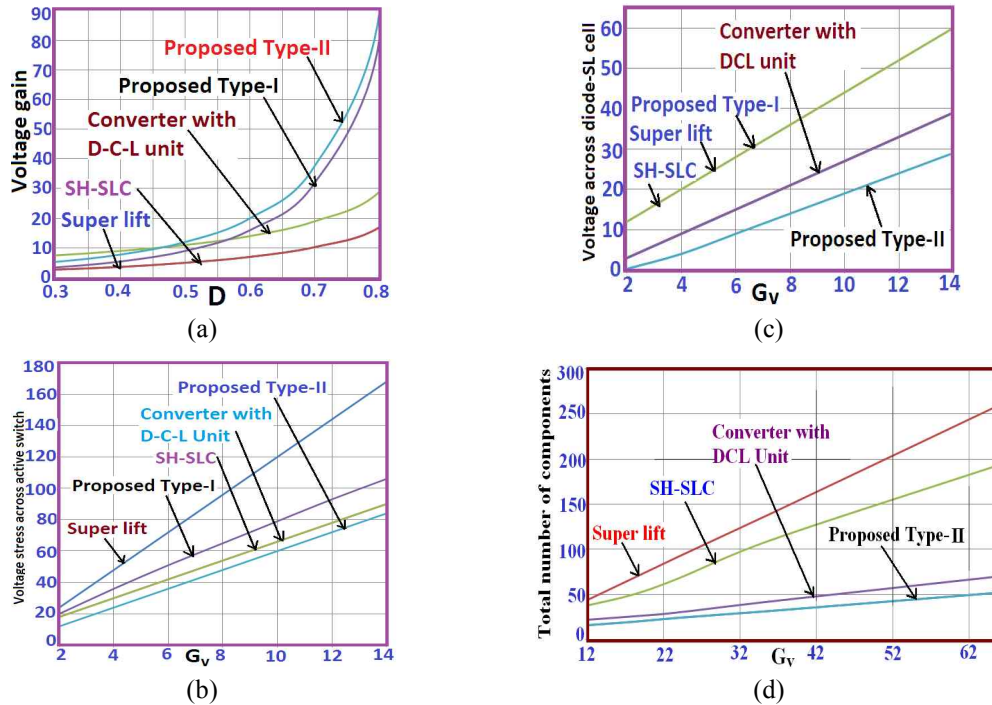 90
80
70
60
50
40
30
20
10
0
Voltage gain
Proposed Type-II
Proposed Type-I
Converter with
D-C-L unit
SH-SLC
Super lift
0.3 0.4 0.5 0.6 0.7 0.8
D
(a)
60
50
40
30
20
10
0
Voltage across diode-SL cell
Converter with
DCL unit
Proposed Type-I
Super lift
SH-SLC
Proposed Type-II
2 4 6 8 10 12 14
Gv
(c)
180
160
140
120
100
80
60
40
20
0
Voltage stress across active switch
Proposed Type-II
Converter with
D-C-L Unit
SH-SLC
Proposed Type-I
Super lift
2 4 6 8 10 12 14
Gv
(b)
300
250
200
150
100
50
0
Total number of components
Converter with
DCL Unit
SH-SLC
Super lift
Proposed Type-II
12 22 32 42 52 62
Gv
(d)